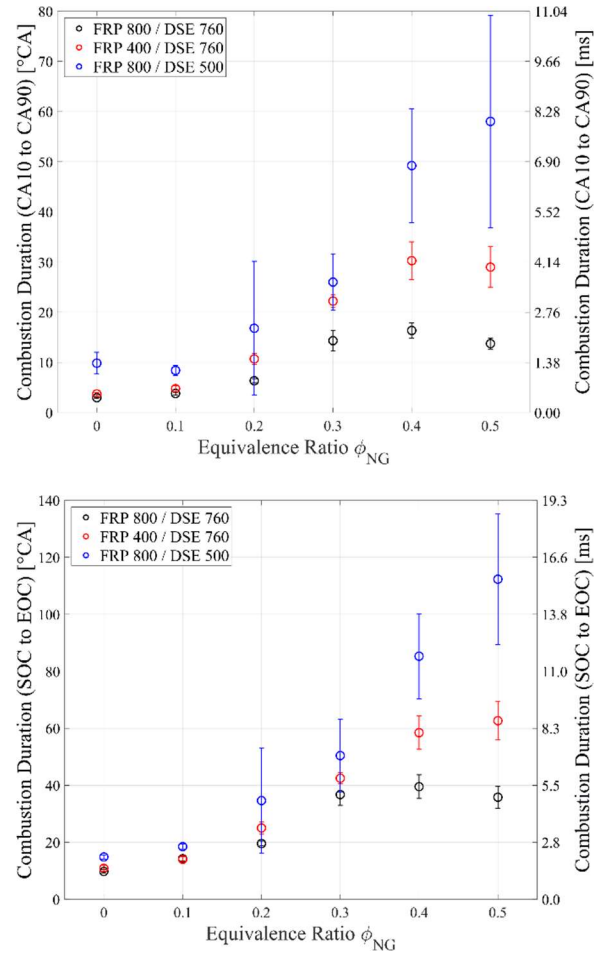 FRP 800 / DSE 760
FRP 400 / DSE 760
FRP 800 / DSE 500
Combustion Duration (CA10 to CA90) [°CA]
80
70
60
50
40
30
20
10
0
Combustion Duration (CA10 to CA90) [ms]
11.04
9.66
8.28
6.90
5.52
4.14
2.76
1.38
0.00
0 0.1 0.2 0.3 0.4 0.5
Equivalence Ratio ϕNG
FRP 800 / DSE 760
FRP 400 / DSE 760
FRP 800 / DSE 500
Combustion Duration (SOC to EOC) [°CA]
140
120
100
80
60
40
20
0
Combustion Duration (SOC to EOC) [ms]
19.3
16.6
13.8
11.0
8.3
5.5
2.8
0.0
0 0.1 0.2 0.3 0.4 0.5
Equivalence Ratio ϕNG